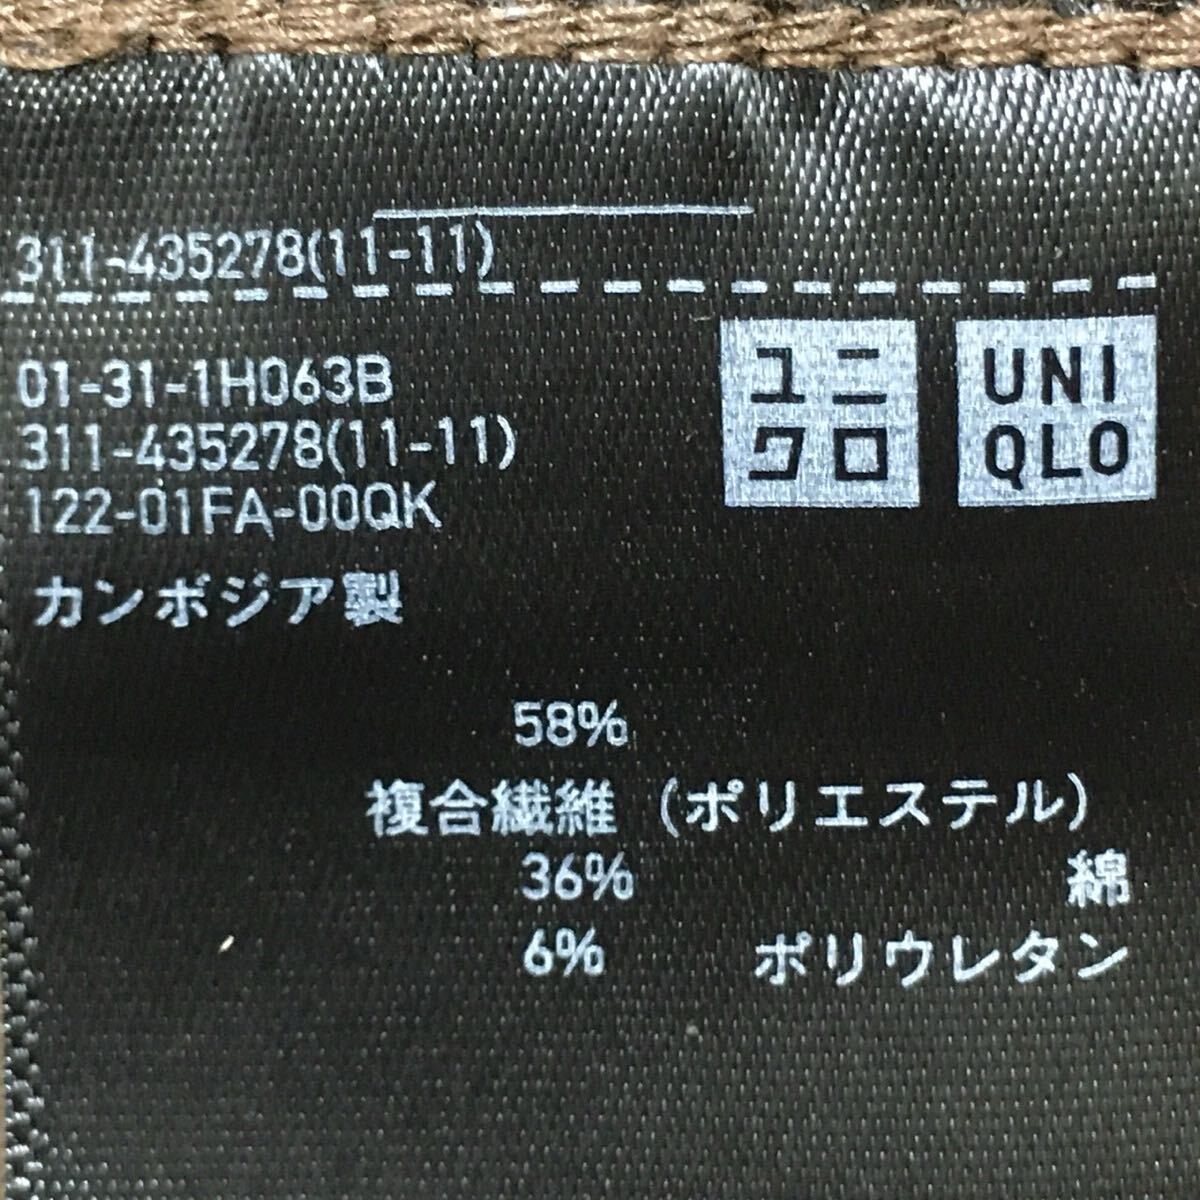 311-435278(11-11)
ユニ
クロ
UNI
QLO
01-31-1H063B
311-435278(11-11)
122-01FA-00QK
カンボジア製
58%
複合繊維（ポリエステル）
36% 綿
6% ポリウレタン